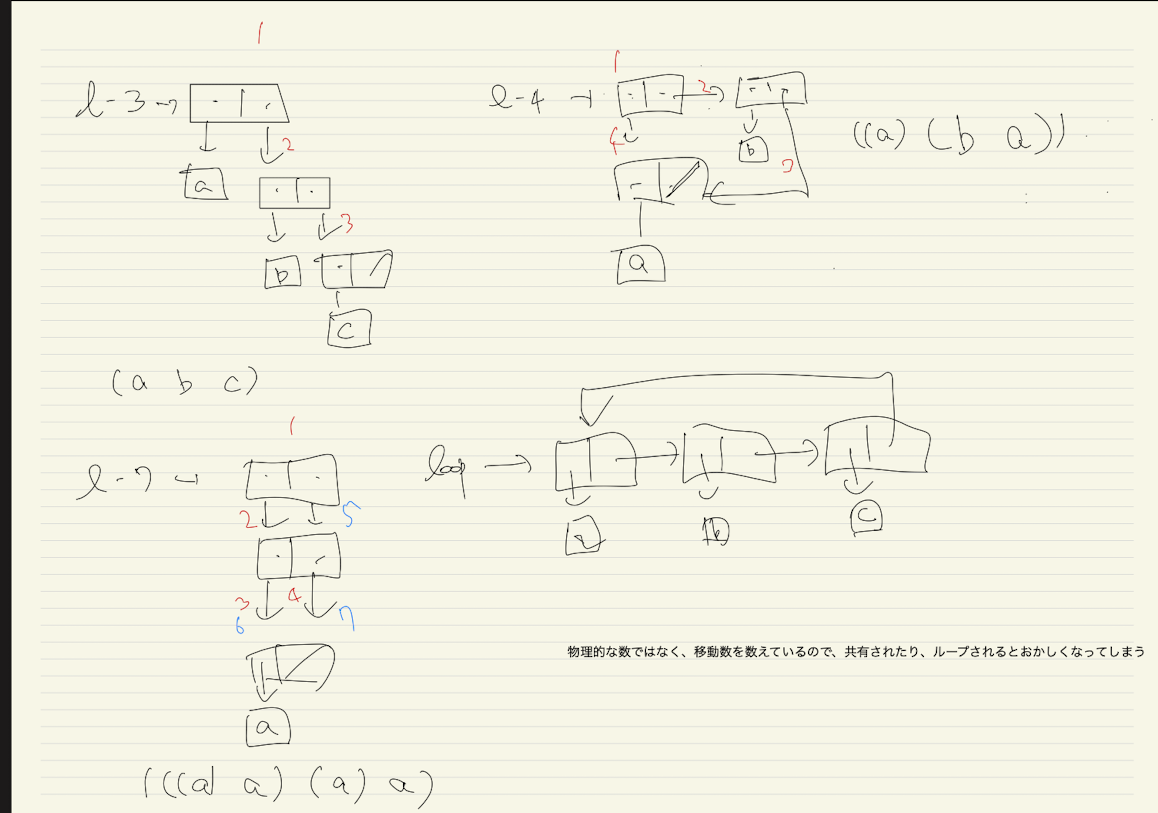 1
l-3→
2
a
3
b
c
(a b c)
l-4→
1
2
4
b
3
a
((a) (b a))
l-7→
1
2 5
3 4
6 7
a
(((a) a) (a) a)
loop→
a b c
物理的な数ではなく、移動数を数えているので、共有されたり、ループされるとおかしくなってしまう